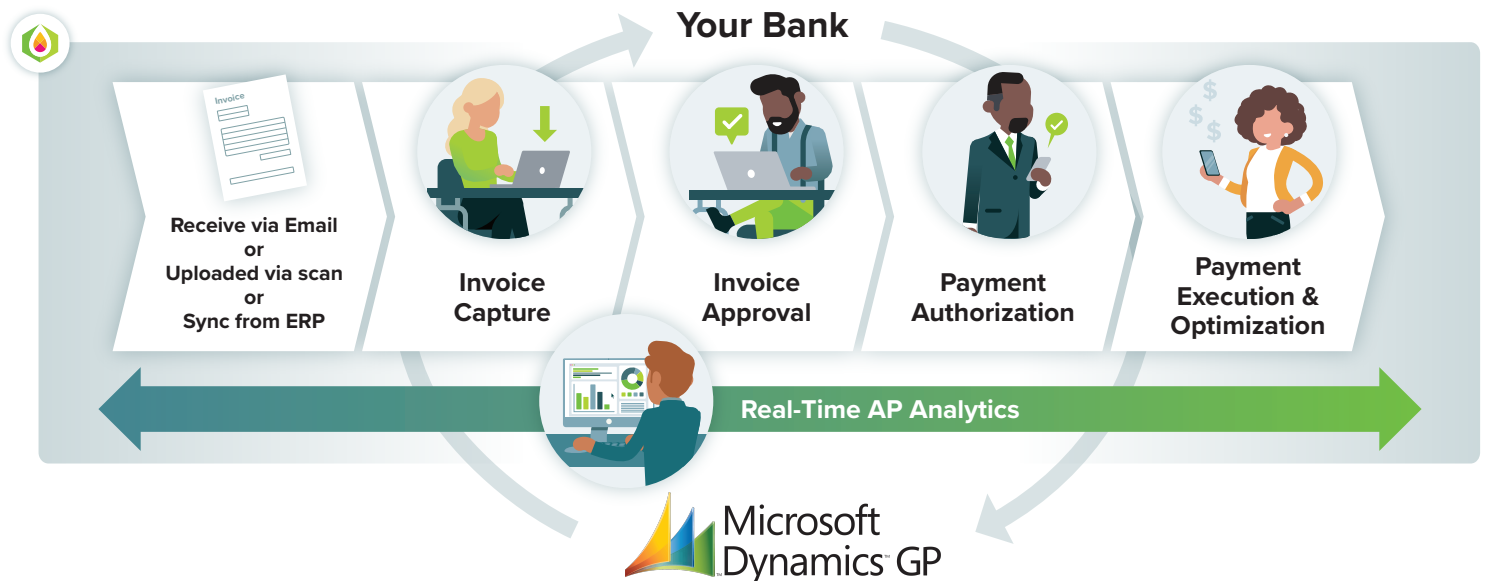 Your Bank
Invoice
Receive via Email
or
Uploaded via scan
or
Sync from ERP
Invoice
Capture
Invoice
Approval
Payment
Authorization
Payment
Execution &
Optimization
$
$
$
Real-Time AP Analytics
Microsoft
Dynamics™ GP